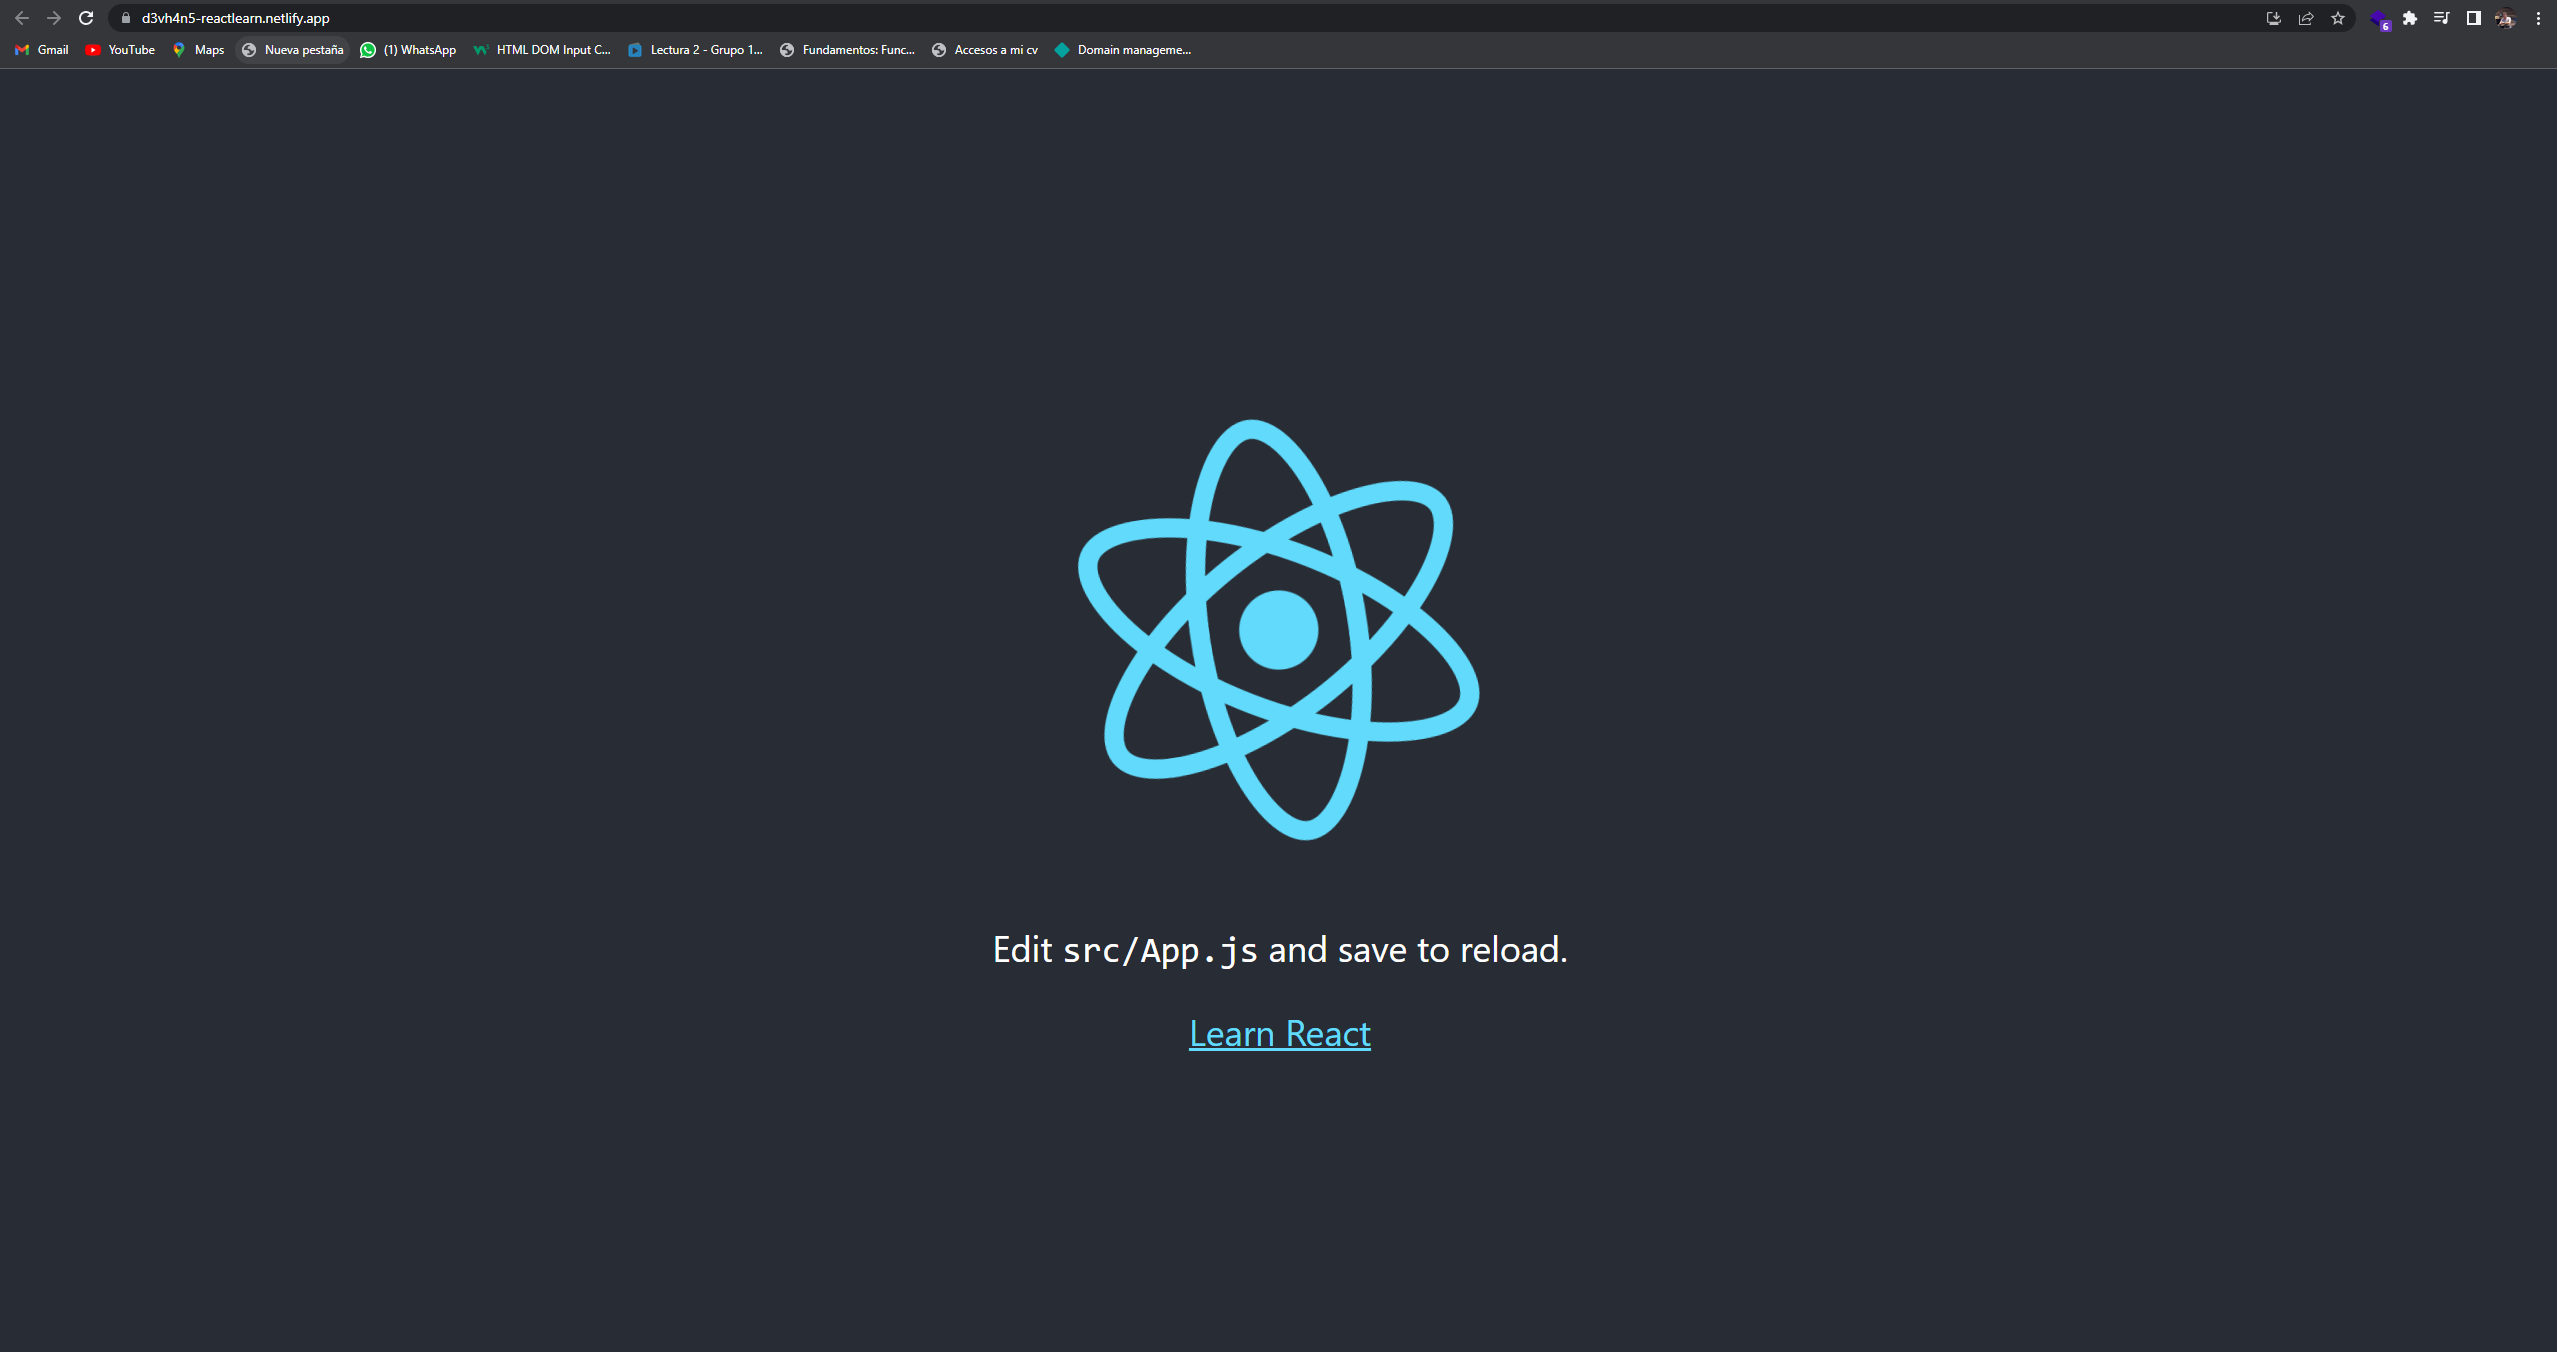 d3vh4n5-reactlearn.netlify.app
6
Gmail YouTube Maps Nueva pestaña (1) WhatsApp HTML DOM Input C... Lectura 2 - Grupo 1... Fundamentos: Func... Accesos a mi cv Domain manageme...
Edit src/App.js and save to reload.
Learn React